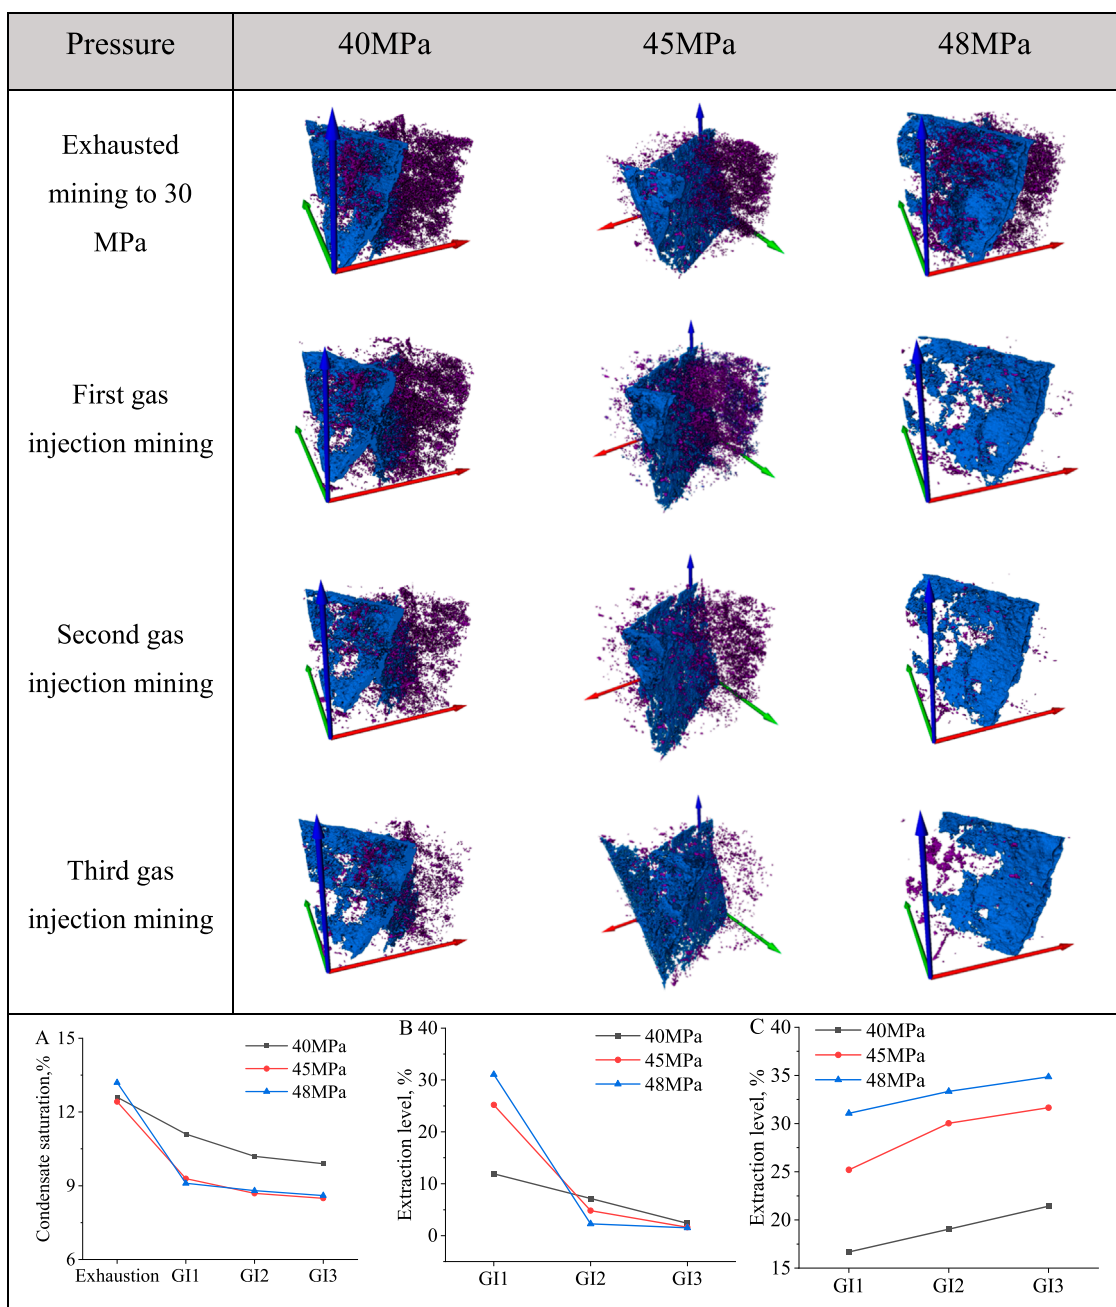 Pressure 40MPa 45MPa 48MPa
Exhausted
mining to 30
MPa
First gas
injection mining
Second gas
injection mining
Third gas
injection mining
A
Condensate saturation,%
15
12
9
6
40MPa
45MPa
48MPa
Exhaustion GI1 GI2 GI3
B
Extraction level, %
40
30
20
10
0
40MPa
45MPa
48MPa
GI1 GI2 GI3
C
Extraction level, %
40
35
30
25
20
15
40MPa
45MPa
48MPa
GI1 GI2 GI3